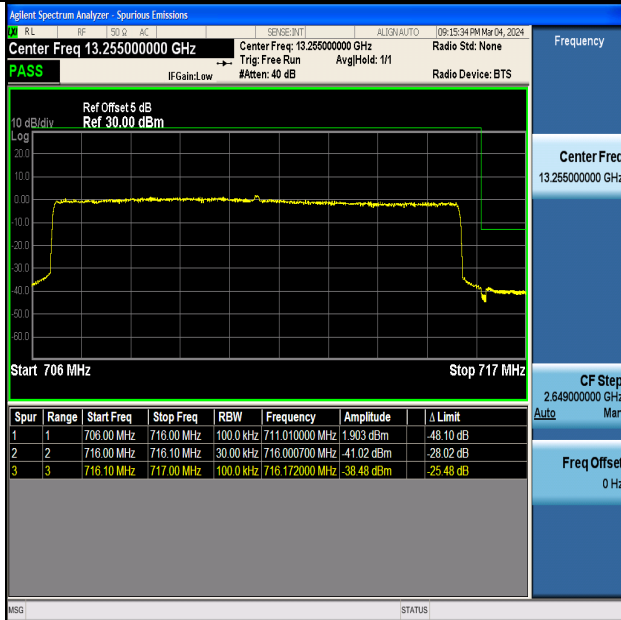 Agilent Spectrum Analyzer - Spurious Emissions
RL RF 50 Ω AC SENSE:INT ALIGN AUTO 09:15:34 PM Mar 04, 2024
Center Freq 13.255000000 GHz
PASS
IFGain:Low
Center Freq: 13.255000000 GHz
Trig: Free Run Avg|Hold: 1/1
#Atten: 40 dB
Radio Std: None
Radio Device: BTS
Frequency
Ref Offset 5 dB
10 dB/div Ref 30.00 dBm
Log
20.0
10.0
0.00
-10.0
-20.0
-30.0
-40.0
-50.0
-60.0
Start 706 MHz Stop 717 MHz
Center Freq
13.255000000 GHz
CF Step
2.649000000 GHz
Auto Man
Freq Offset
0 Hz
Spur Range Start Freq Stop Freq RBW Frequency Amplitude Δ Limit
1 1 706.00 MHz 716.00 MHz 100.0 kHz 711.010000 MHz 1.903 dBm -48.10 dB
2 2 716.00 MHz 716.10 MHz 30.00 kHz 716.000700 MHz -41.02 dBm -28.02 dB
3 3 716.10 MHz 717.00 MHz 100.0 kHz 716.172000 MHz -38.48 dBm -25.48 dB
MSG STATUS